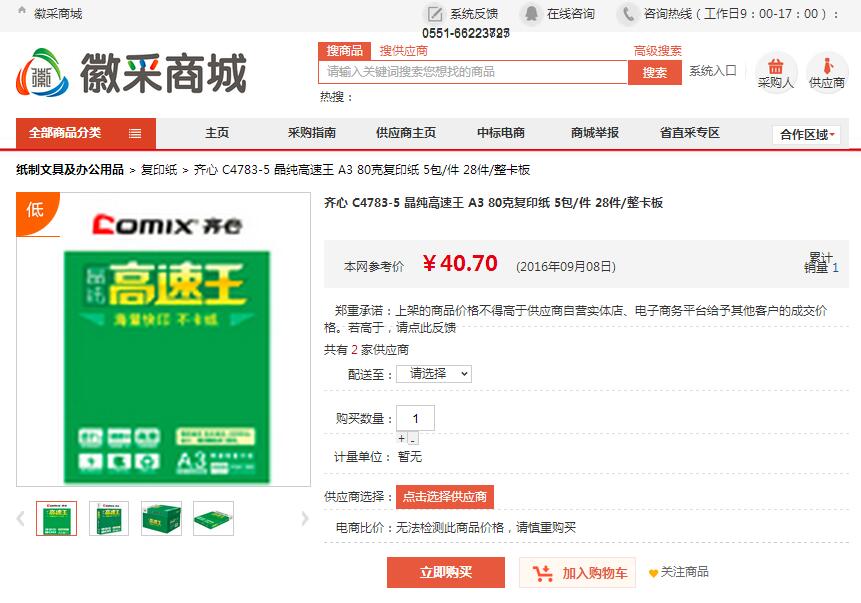 徽采商城
系统反馈
在线咨询
咨询热线（工作日9：00-17：00）：
徽采商城
搜商品 搜供应商
高级搜索
请输入关键词搜索您想找的商品
搜索
系统入口
采购人
供应商
热搜：
全部商品分类
主页
采购指南
供应商主页
中标电商
商城举报
省直采专区
合作区域
纸制文具及办公用品 > 复印纸 > 齐心 C4783-5 晶纯高速王 A3 80克复印纸 5包/件 28件/整卡板
低
Comix 齐心
晶纯
高速王
海量快印 不卡纸
A3
齐心 C4783-5 晶纯高速王 A3 80克复印纸 5包/件 28件/整卡板
本网参考价
￥40.70
(2016年09月08日)
累计
销量 1
郑重承诺：上架的商品价格不得高于供应商自营实体店、电子商务平台给予其他客户的成交价
格。若高于，请点此反馈
共有 2 家供应商
配送至：
请选择
购买数量：
1
+ -
计量单位：
暂无
供应商选择：
点击选择供应商
电商比价：无法检测此商品价格，请慎重购买
立即购买
加入购物车
关注商品